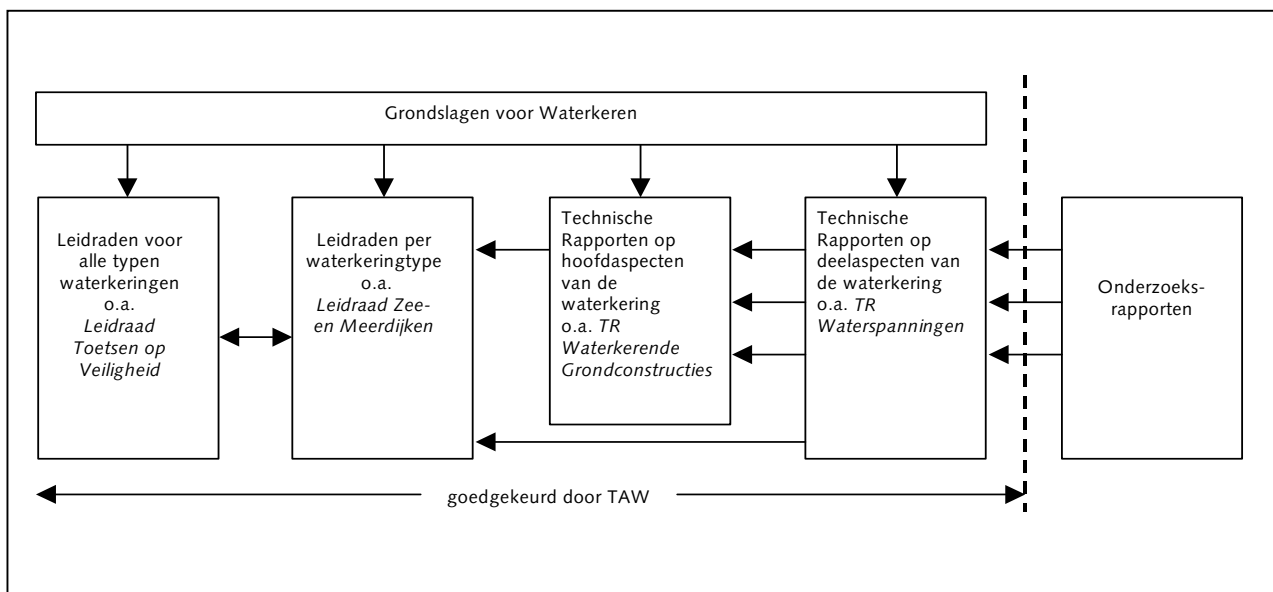 Grondslagen voor Waterkeren
Leidraden voor
alle typen
waterkeringen
o.a.
Leidraad
Toetsen op
Veiligheid
Leidraden per
waterkeringtype
o.a.
Leidraad Zee-
en Meerdijken
Technische
Rapporten op
hoofdaspecten
van de
waterkering
o.a. TR
Waterkerende
Grondconstructies
Technische
Rapporten op
deelaspecten van
de waterkering
o.a. TR
Waterspanningen
Onderzoeks-
rapporten
goedgekeurd door TAW